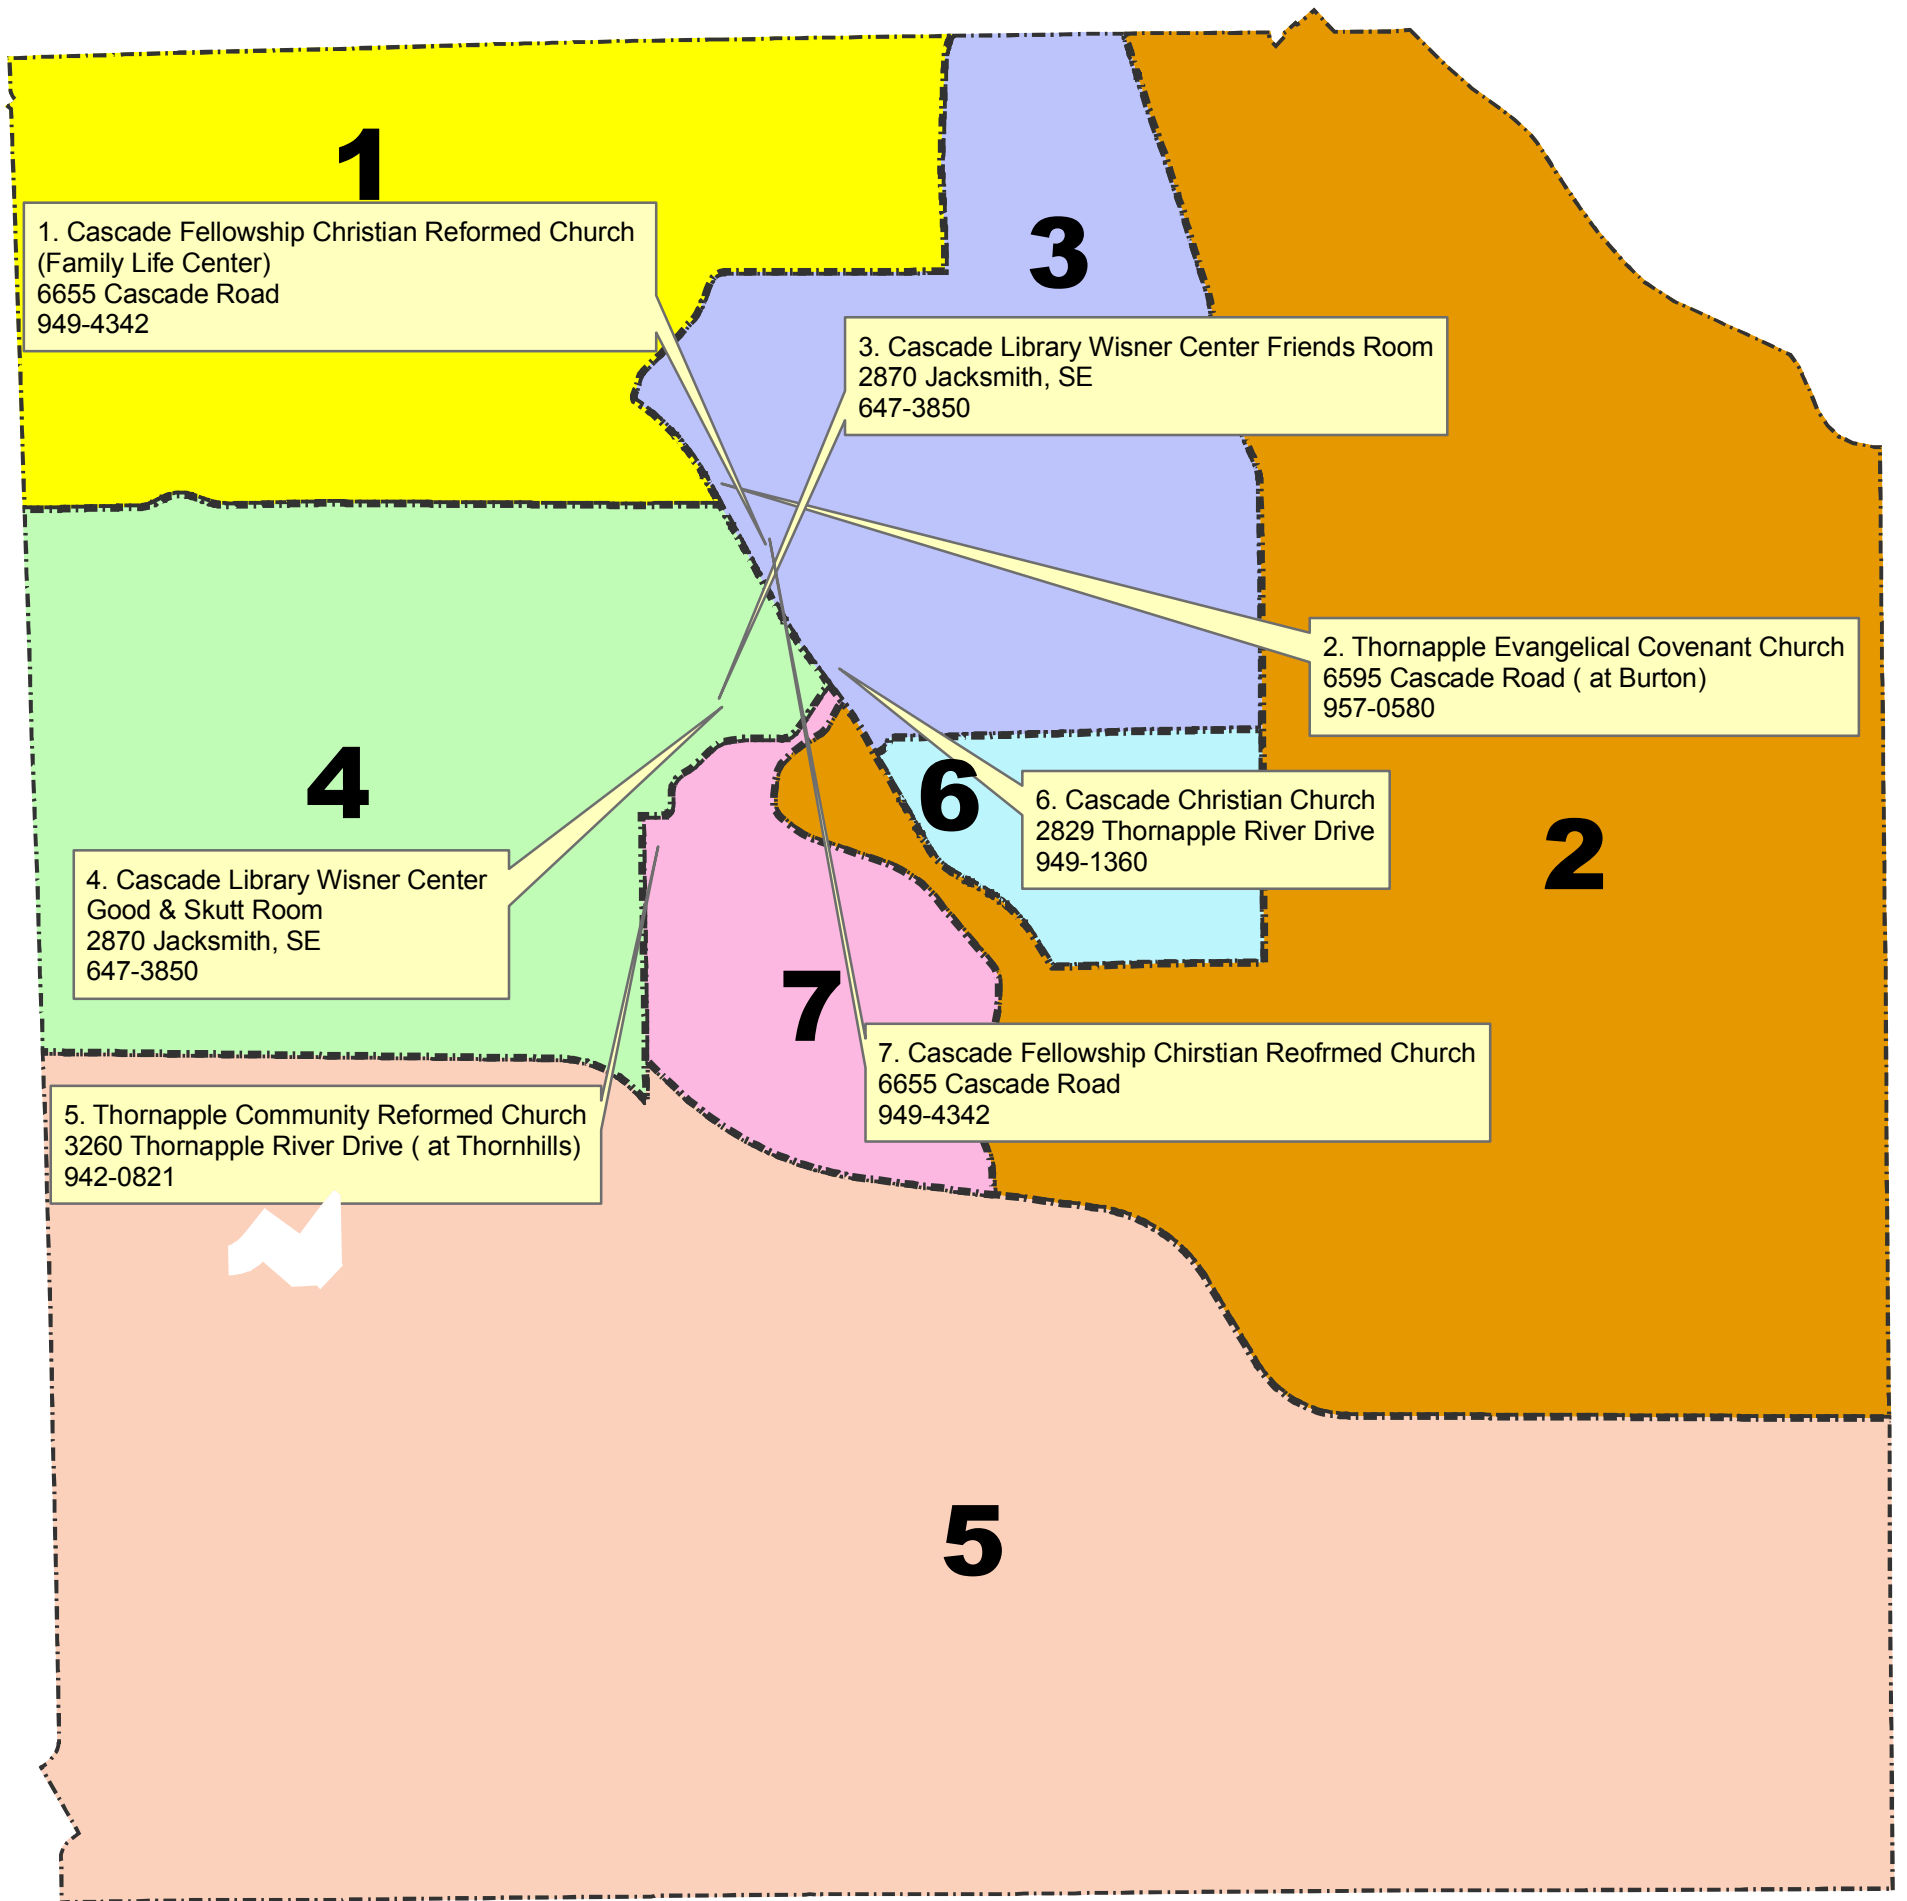 1
1. Cascade Fellowship Christian Reformed Church
(Family Life Center)
6655 Cascade Road
949-4342
3
3. Cascade Library Wisner Center Friends Room
2870 Jacksmith, SE
647-3850
2. Thornapple Evangelical Covenant Church
6595 Cascade Road ( at Burton)
957-0580
4
6
6. Cascade Christian Church
2829 Thornapple River Drive
949-1360
2
4. Cascade Library Wisner Center
Good & Skutt Room
2870 Jacksmith, SE
647-3850
7
7. Cascade Fellowship Chirstian Reofrmed Church
6655 Cascade Road
949-4342
5. Thornapple Community Reformed Church
3260 Thornapple River Drive ( at Thornhills)
942-0821
5